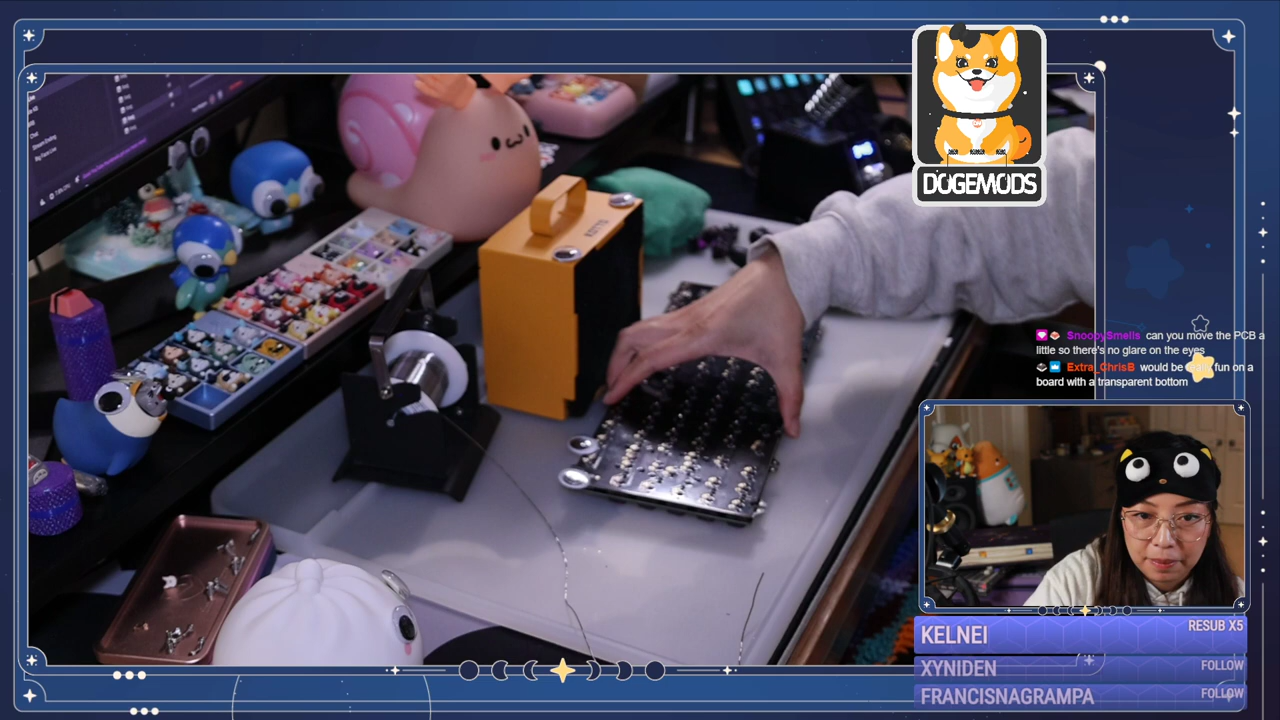 DOGEMODS
SnoopySmells can you move the PCB a
little so there's no glare on the eyes
Extra_ChrisB would be really fun on a
board with a transparent bottom
KELNEI
RESUB X5
XYNIDEN
FOLLOW
FRANCISNAGRAMPA
FOLLOW